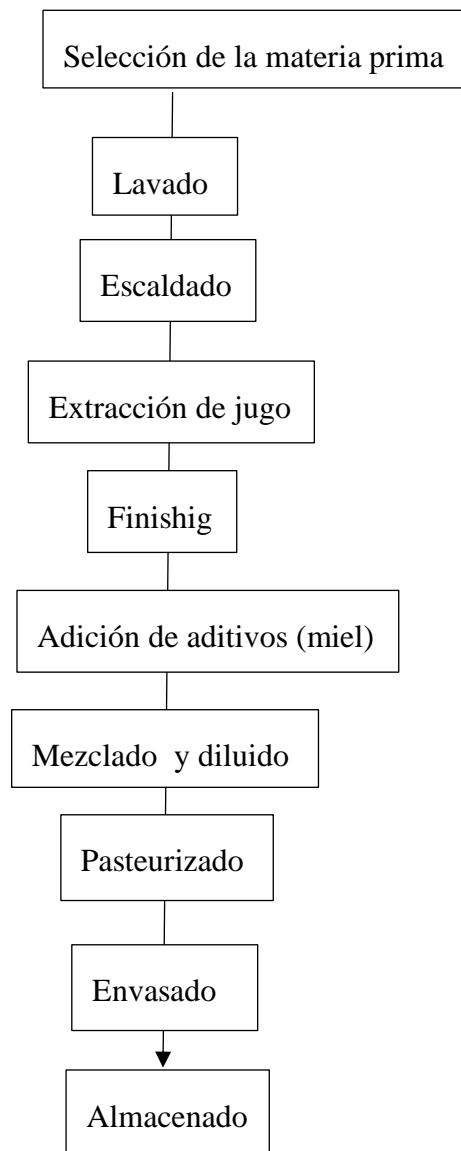 Selección de la materia prima
Lavado
Escaldado
Extracción de jugo
Finishig
Adición de aditivos (miel)
Mezclado y diluido
Pasteurizado
Envasado
Almacenado